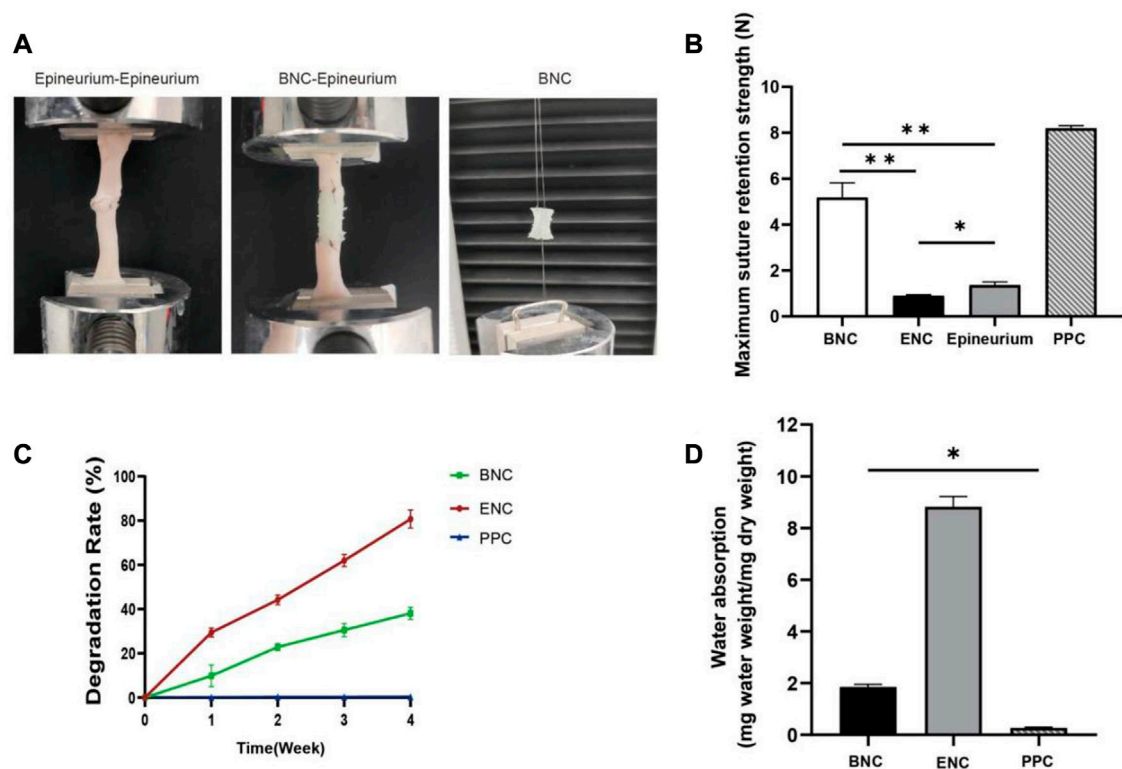 A
Epineurium-Epineurium
BNC-Epineurium
BNC
B
Maximum suture retention strength (N)
10
8
6
4
2
0
**
**
*
BNC
ENC
Epineurium
PPC
C
Degradation Rate (%)
100
80
60
40
20
0
0
1
2
3
4
Time(Week)
BNC
ENC
PPC
D
Water absorption
(mg water weight/mg dry weight)
12
10
8
6
4
2
0
*
BNC
ENC
PPC